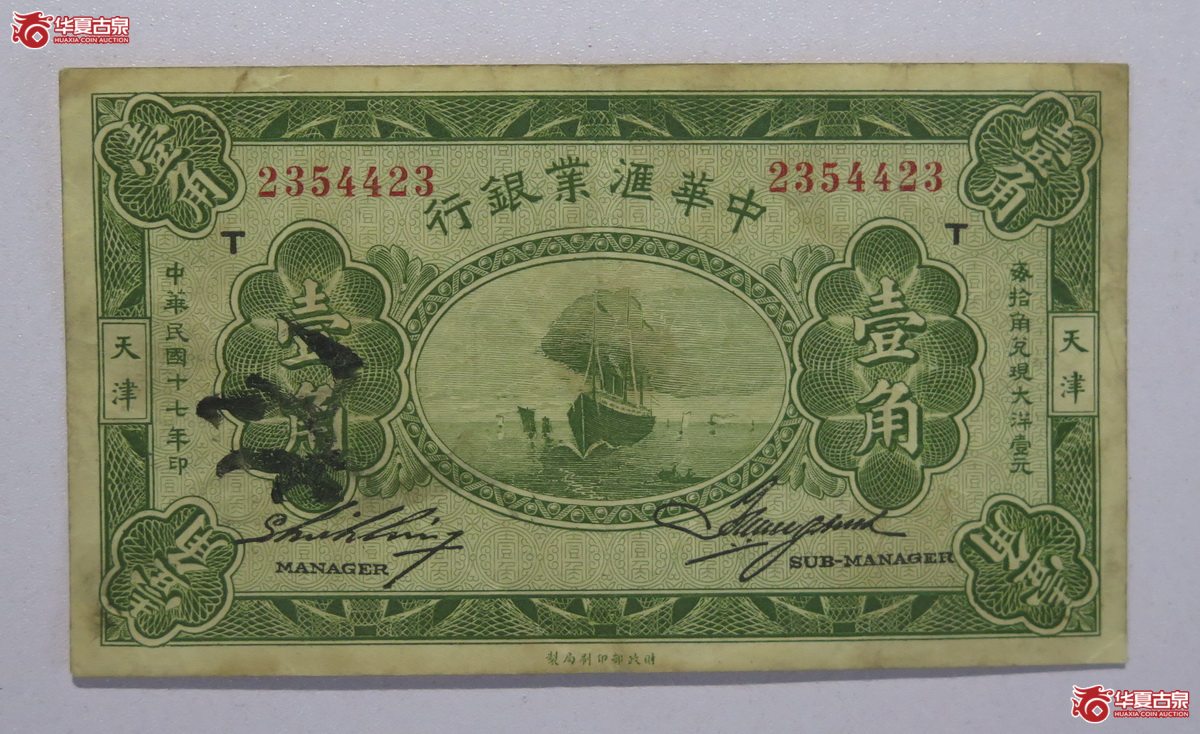 华夏古泉
HUAXIA COIN AUCTION
壹角
壹角
2354423
中華滙業銀行
2354423
T
T
每拾角兌現大洋壹元
中華民國十七年印
壹角
壹角
天津
天津
MANAGER
SUB-MANAGER
壹角
壹角
財政部印刷局製
华夏古泉
HUAXIA COIN AUCTION